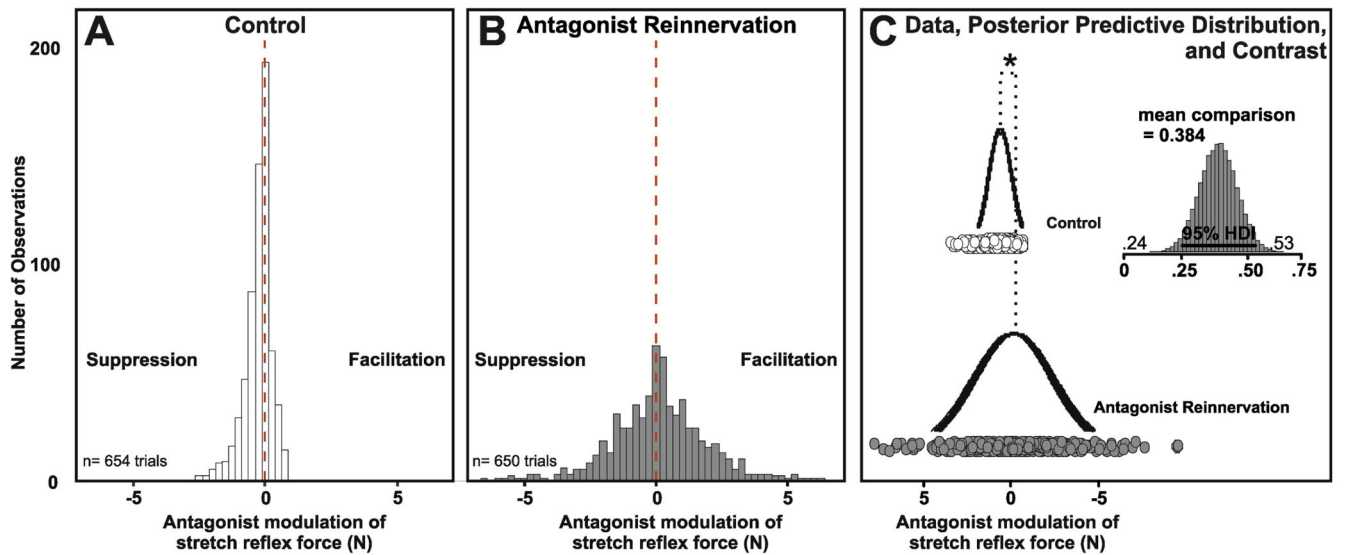 A
Control
200
100
0
Number of Observations
Suppression
Facilitation
n= 654 trials
-5
0
5
Antagonist modulation of
stretch reflex force (N)
B
Antagonist Reinnervation
Suppression
Facilitation
n= 650 trials
-5
0
5
Antagonist modulation of
stretch reflex force (N)
C
Data, Posterior Predictive Distribution,
and Contrast
*
mean comparison
= 0.384
Control
95% HDI
.24
.53
0
.25
.50
.75
Antagonist Reinnervation
5
0
-5
Antagonist modulation of
stretch reflex force (N)